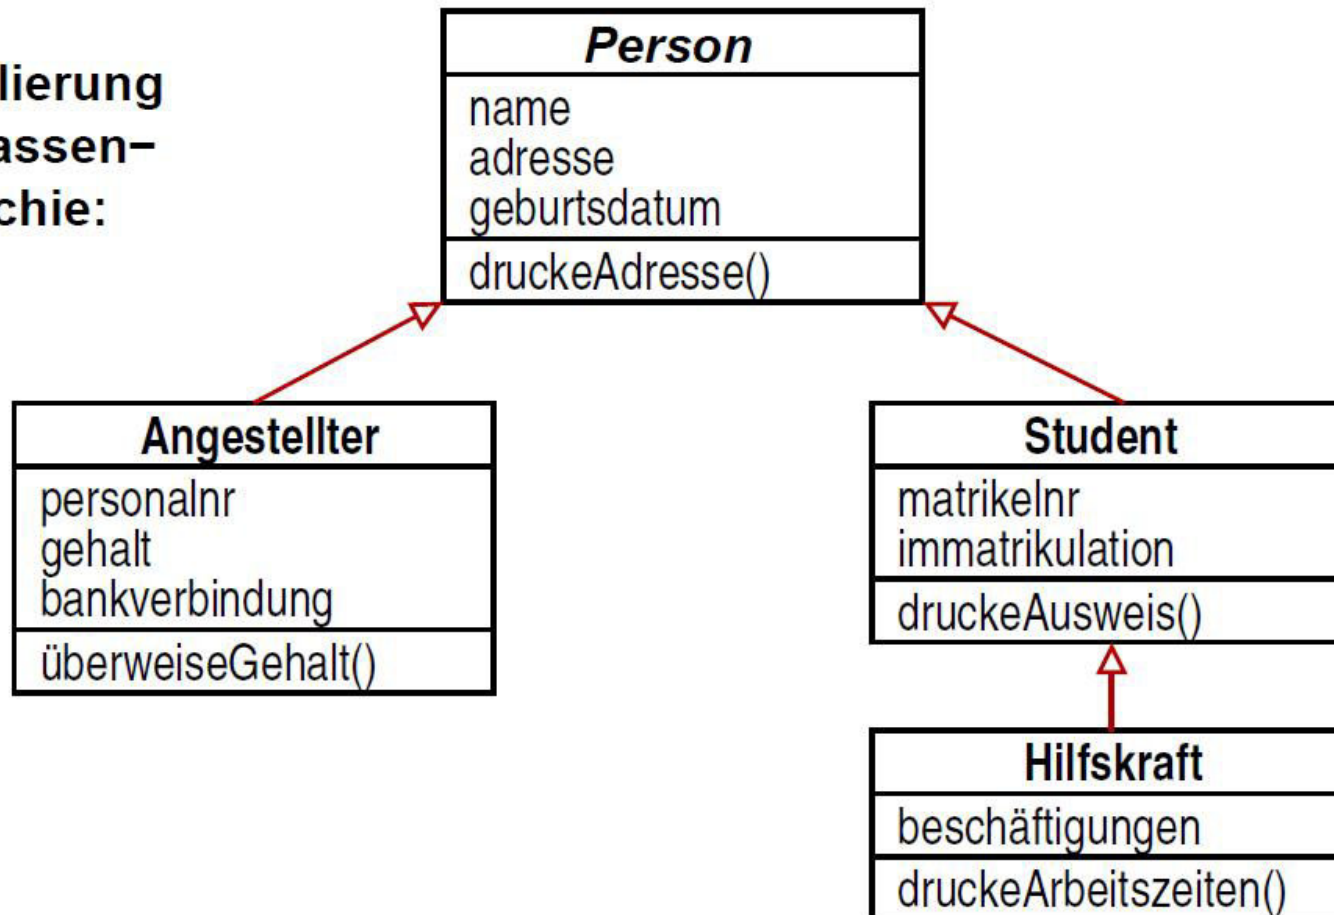 lierung
assen–
chie:
Person
name
adresse
geburtsdatum
druckeAdresse()
Angestellter
personalnr
gehalt
bankverbindung
überweiseGehalt()
Student
matrikelnr
immatrikulation
druckeAusweis()
Hilfskraft
beschäftigungen
druckeArbeitszeiten()